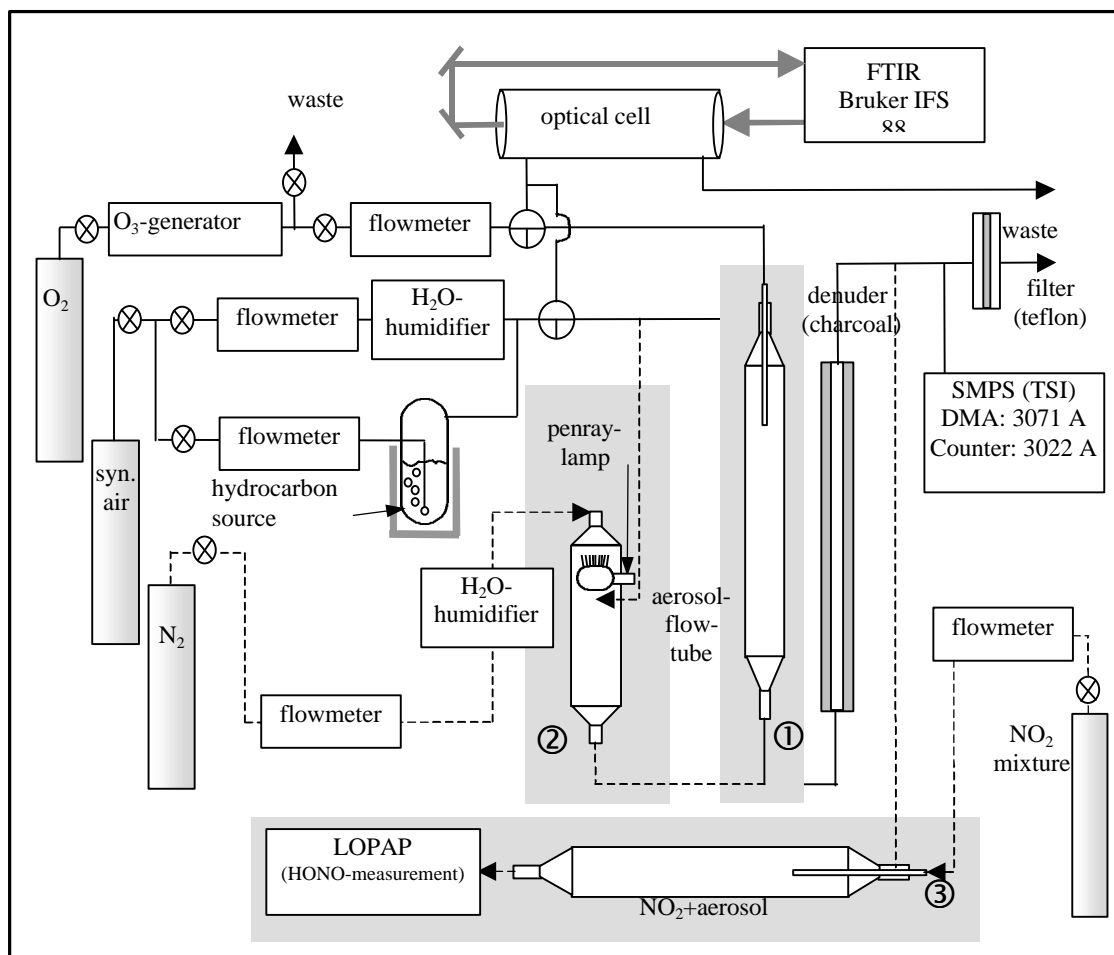 waste
FTIR
Bruker IFS
88
optical cell
O₃-generator
flowmeter
waste
O₂
H₂O-
humidifier
flowmeter
denuder
(charcoal)
filter
(teflon)
SMPS (TSI)
DMA: 3071 A
Counter: 3022 A
flowmeter
penray-
lamp
syn.
air
hydrocarbon
source
H₂O-
humidifier
aerosol-
flow-
tube
N₂
flowmeter
flowmeter
②
①
NO₂
mixture
LOPAP
(HONO-measurement)
③
NO₂+aerosol